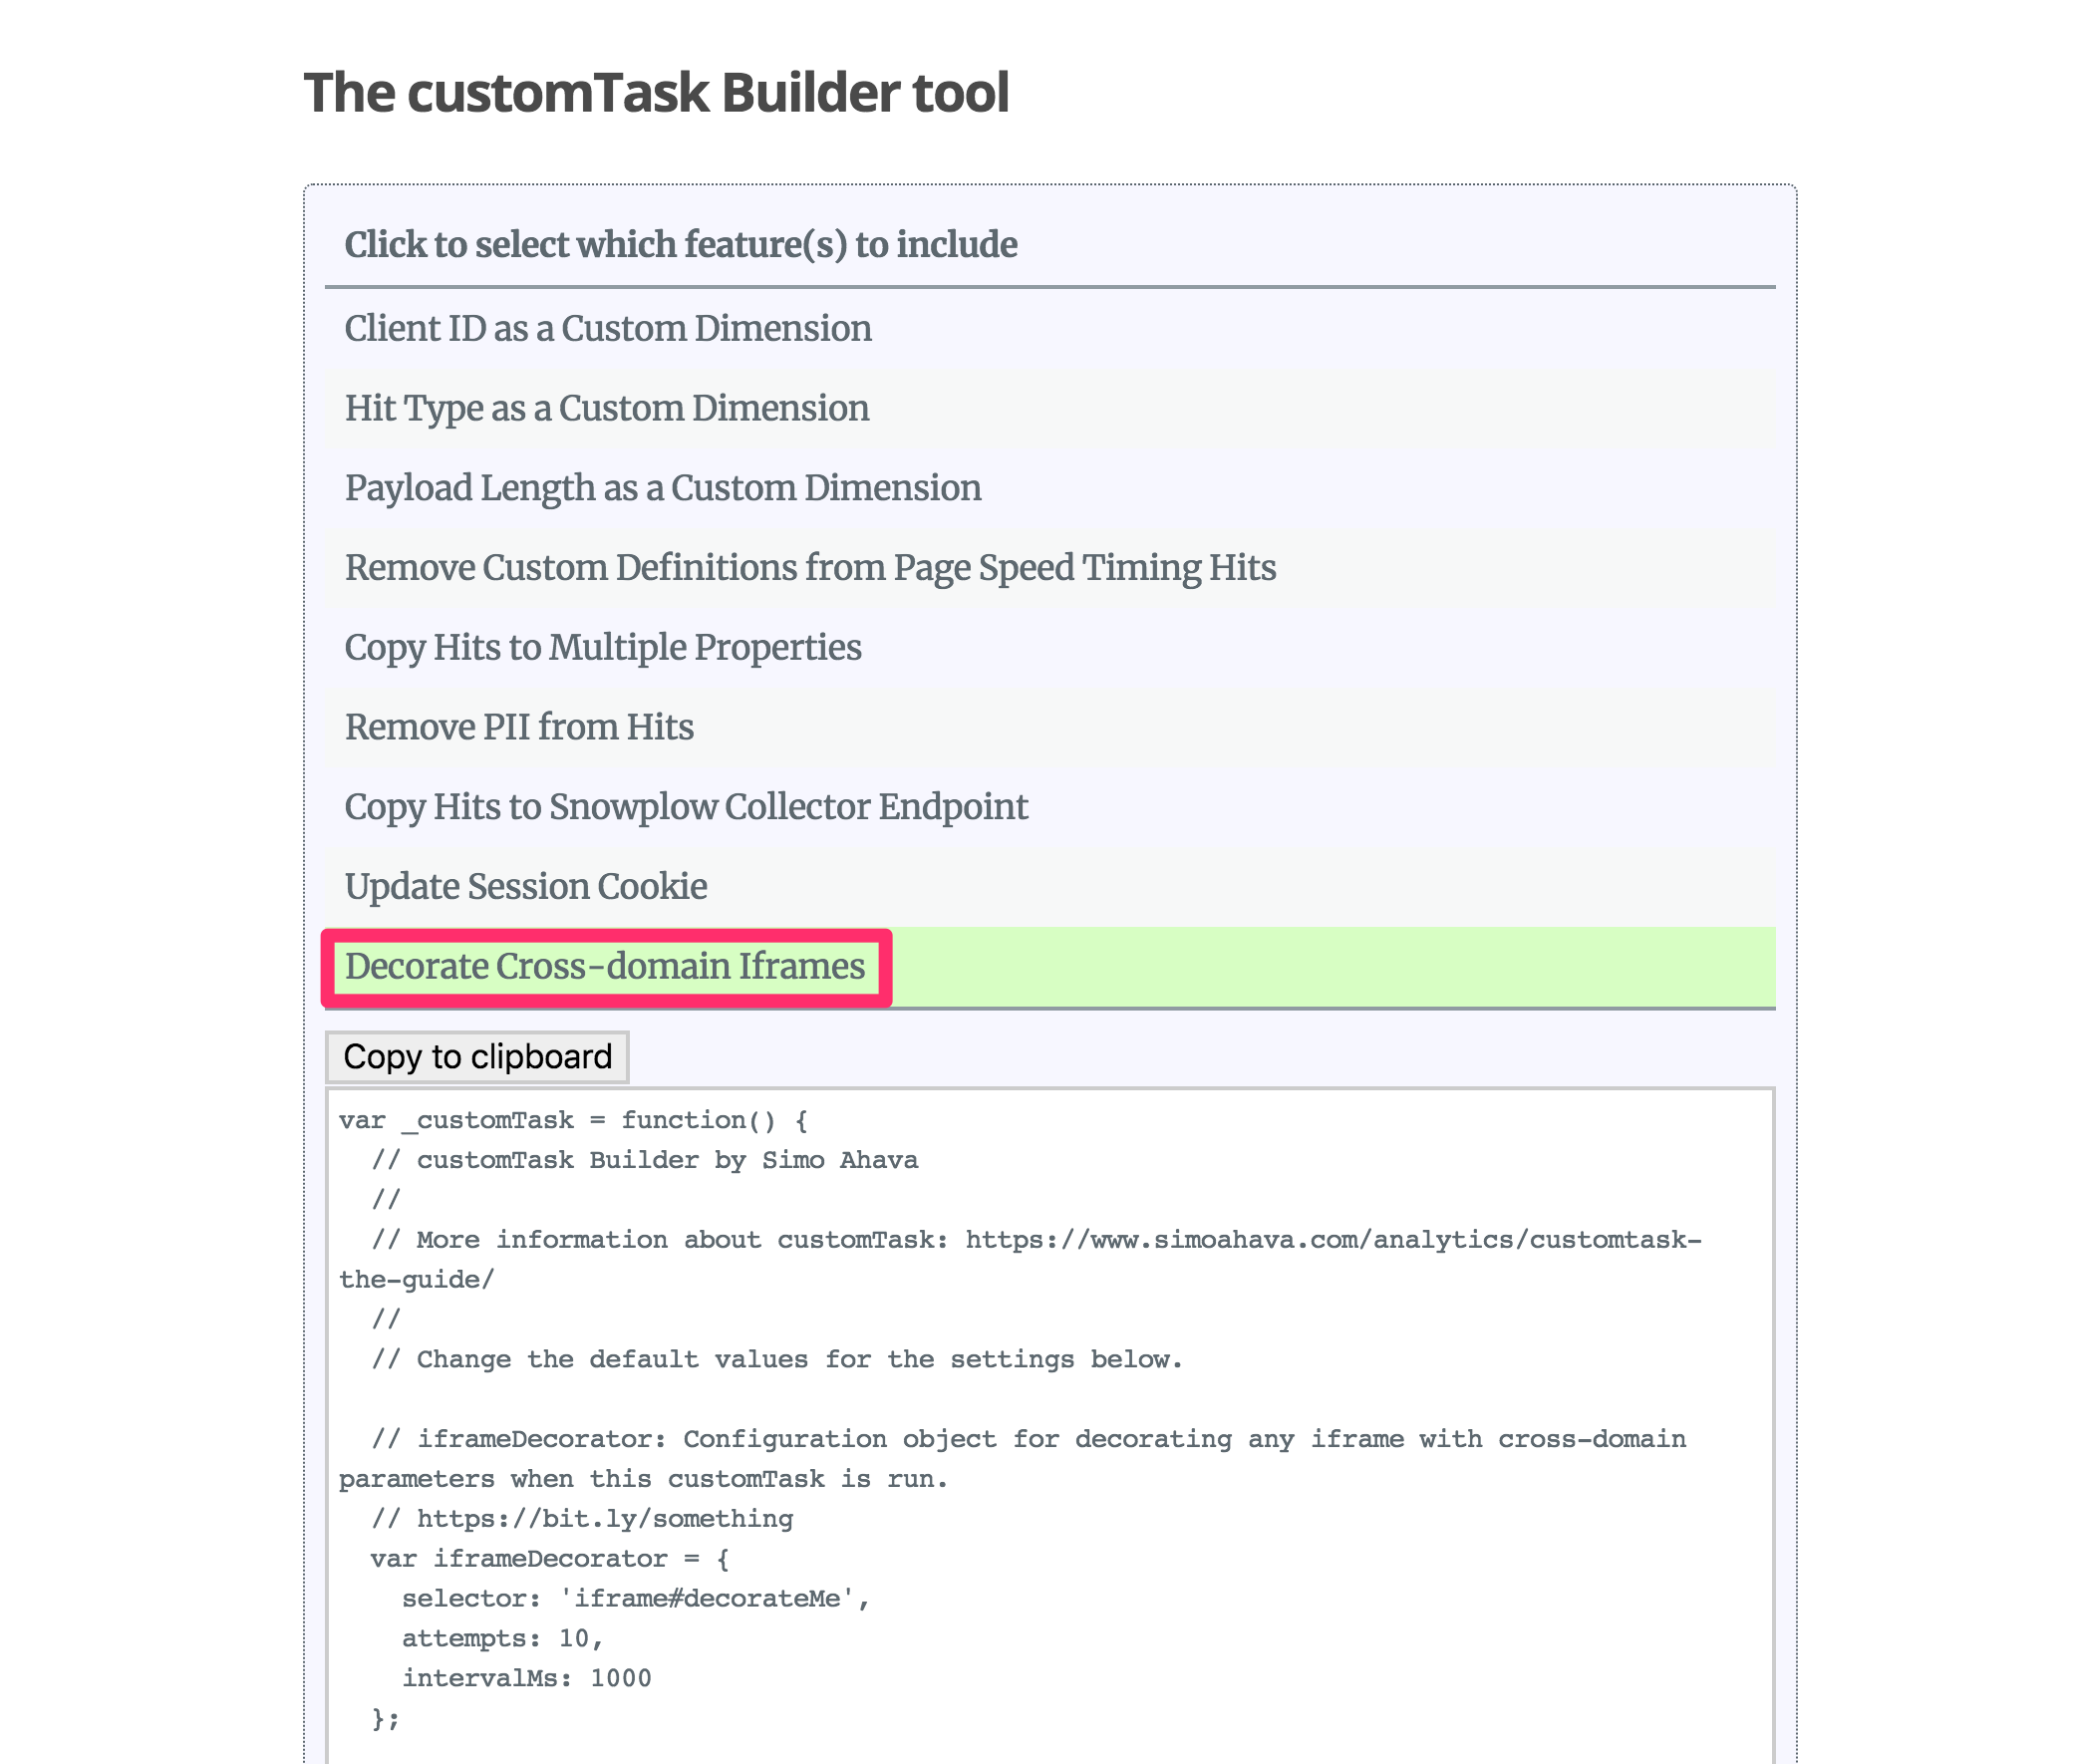 The customTask Builder tool
Click to select which feature(s) to include
Client ID as a Custom Dimension
Hit Type as a Custom Dimension
Payload Length as a Custom Dimension
Remove Custom Definitions from Page Speed Timing Hits
Copy Hits to Multiple Properties
Remove PII from Hits
Copy Hits to Snowplow Collector Endpoint
Update Session Cookie
Decorate Cross-domain Iframes
Copy to clipboard
var _customTask = function() {
  // customTask Builder by Simo Ahava
  //
  // More information about customTask: https://www.simoahava.com/analytics/customtask-
the-guide/
  //
  // Change the default values for the settings below.
  // iframeDecorator: Configuration object for decorating any iframe with cross-domain
parameters when this customTask is run.
  // https://bit.ly/something
  var iframeDecorator = {
    selector: 'iframe#decorateMe',
    attempts: 10,
    intervalMs: 1000
  };